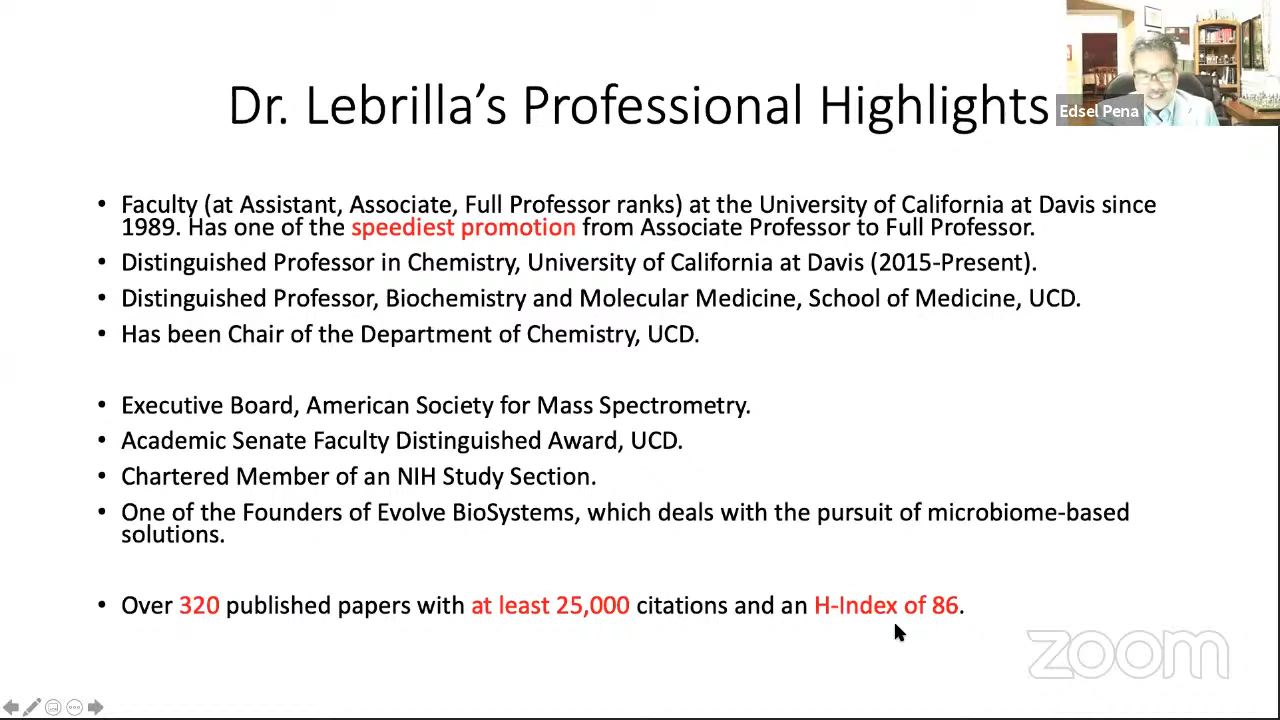 Dr. Lebrilla's Professional Highlights
Edsel Pena
• Faculty (at Assistant, Associate, Full Professor ranks) at the University of California at Davis since
1989. Has one of the speediest promotion from Associate Professor to Full Professor.
• Distinguished Professor in Chemistry, University of California at Davis (2015-Present).
• Distinguished Professor, Biochemistry and Molecular Medicine, School of Medicine, UCD.
• Has been Chair of the Department of Chemistry, UCD.
• Executive Board, American Society for Mass Spectrometry.
• Academic Senate Faculty Distinguished Award, UCD.
• Chartered Member of an NIH Study Section.
• One of the Founders of Evolve BioSystems, which deals with the pursuit of microbiome-based
solutions.
• Over 320 published papers with at least 25,000 citations and an H-Index of 86.
zoom